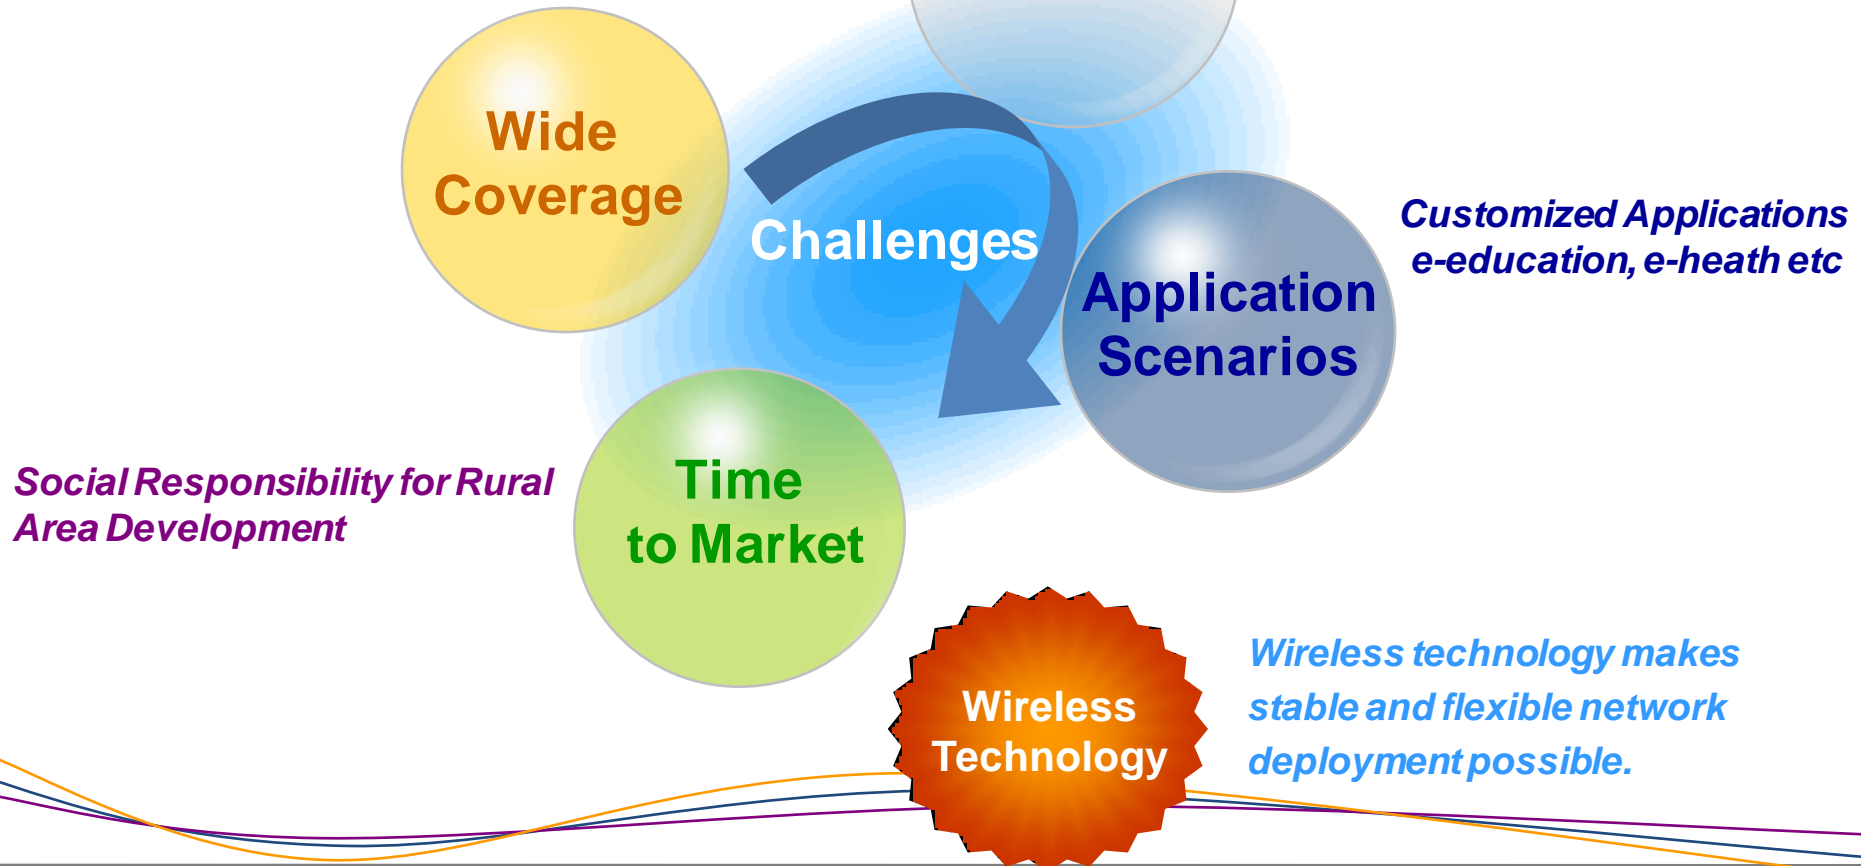 Wide
Coverage
Challenges
Customized Applications
e-education, e-heath etc
Application
Scenarios
Social Responsibility for Rural
Area Development
Time
to Market
Wireless
Technology
Wireless technology makes
stable and flexible network
deployment possible.